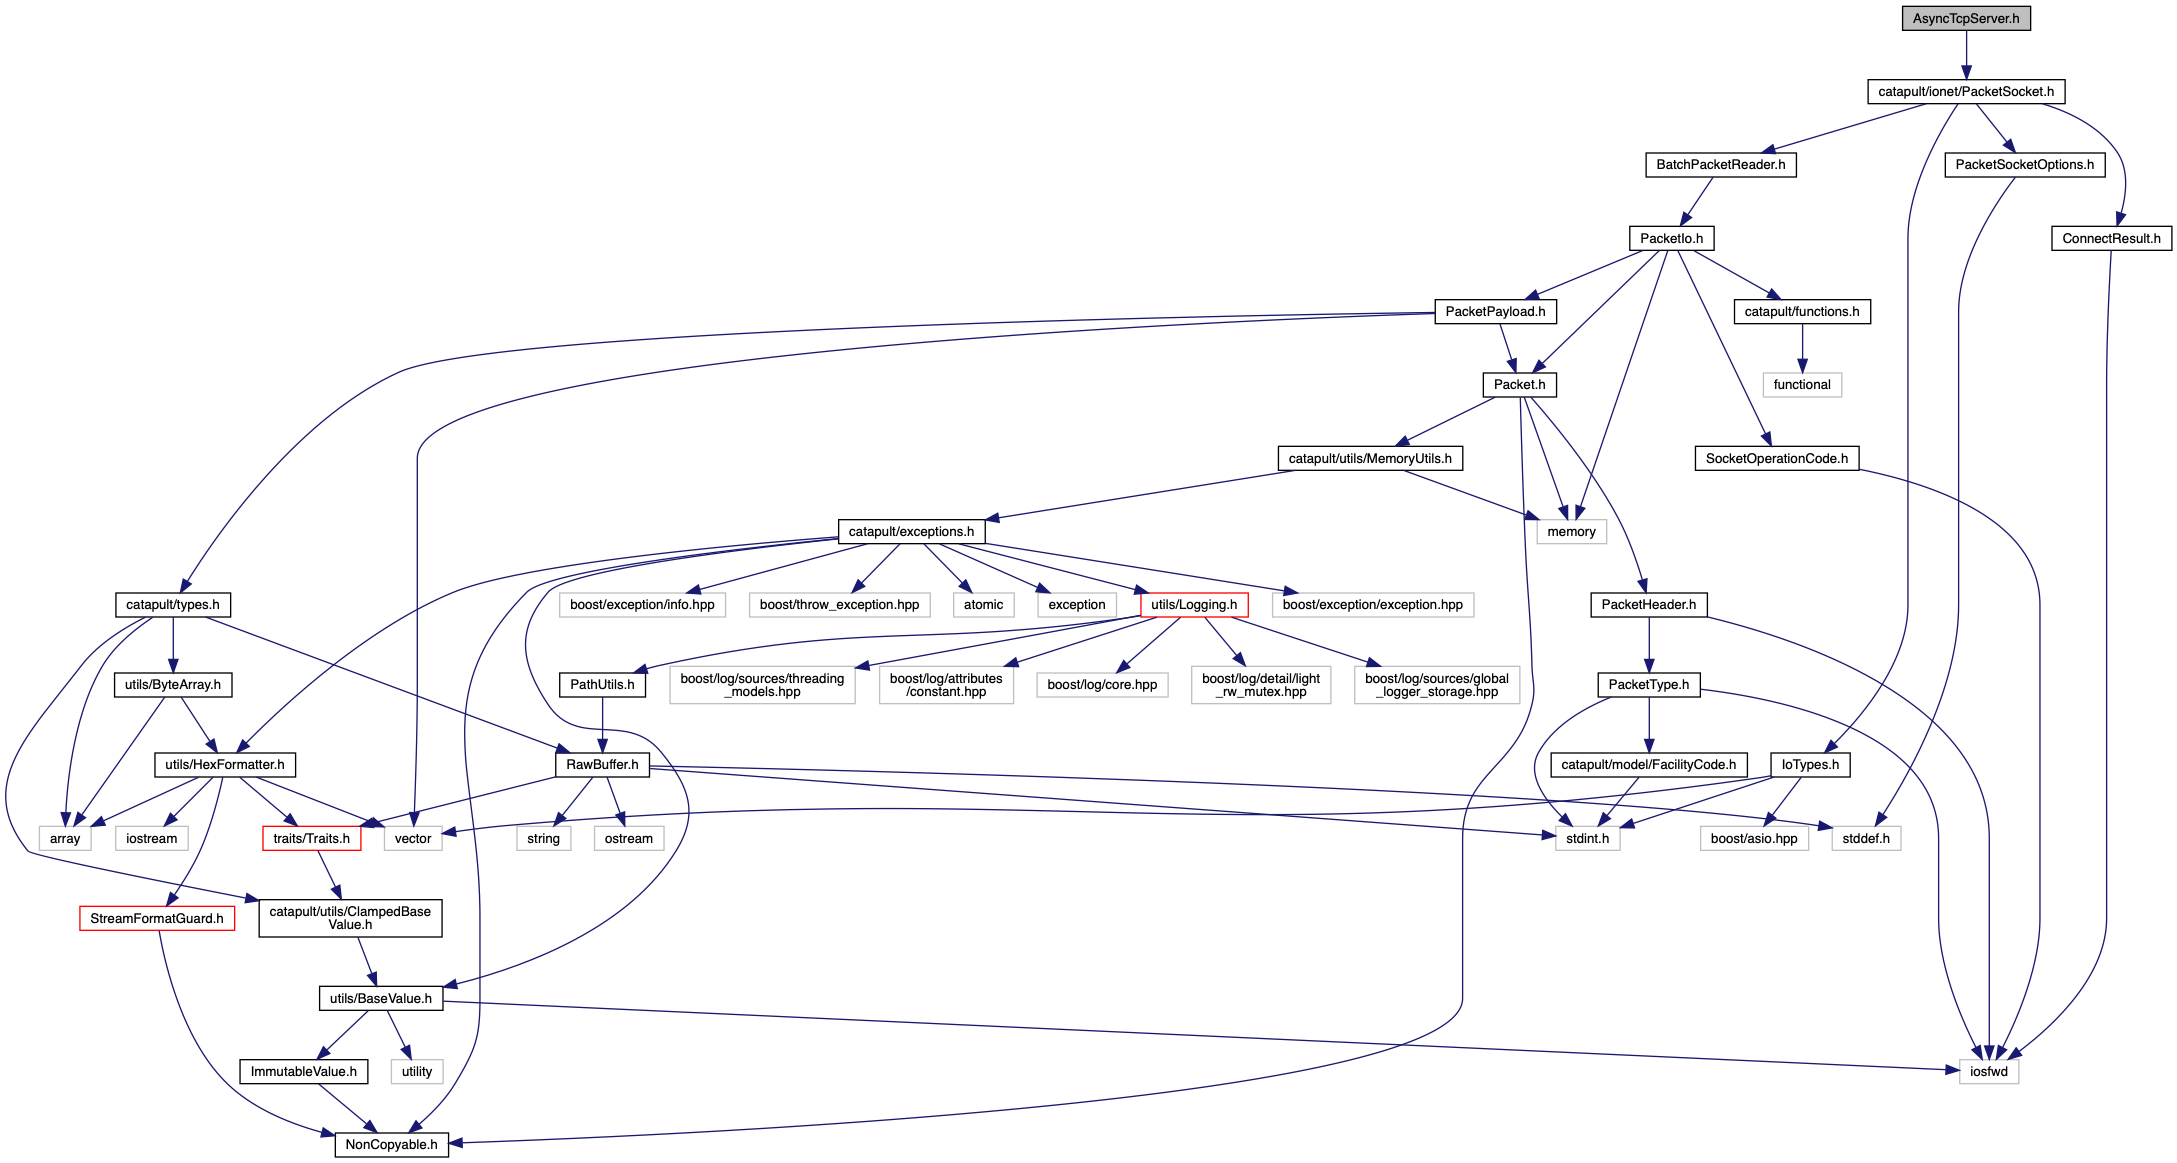 AsyncTcpServer.h
catapult/ionet/PacketSocket.h
BatchPacketReader.h
PacketSocketOptions.h
PacketIo.h
ConnectResult.h
PacketPayload.h
catapult/functions.h
Packet.h
functional
catapult/utils/MemoryUtils.h
SocketOperationCode.h
catapult/exceptions.h
memory
catapult/types.h
boost/exception/info.hpp
boost/throw_exception.hpp
atomic
exception
utils/Logging.h
boost/exception/exception.hpp
PacketHeader.h
utils/ByteArray.h
PathUtils.h
boost/log/sources/threading
_models.hpp
boost/log/attributes
/constant.hpp
boost/log/core.hpp
boost/log/detail/light
_rw_mutex.hpp
boost/log/sources/global
_logger_storage.hpp
PacketType.h
utils/HexFormatter.h
RawBuffer.h
catapult/model/FacilityCode.h
IoTypes.h
array
iostream
traits/Traits.h
vector
string
ostream
stdint.h
boost/asio.hpp
stddef.h
StreamFormatGuard.h
catapult/utils/ClampedBase
Value.h
utils/BaseValue.h
ImmutableValue.h
utility
iosfwd
NonCopyable.h